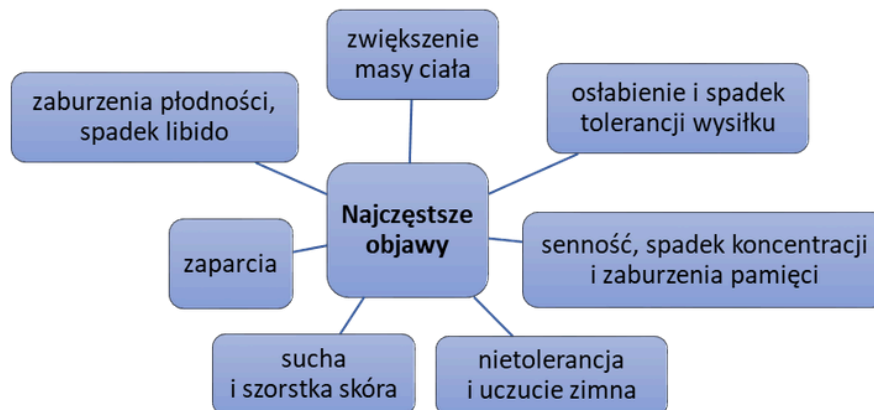 zwiększenie
masy ciała
zaburzenia płodności,
spadek libido
osłabienie i spadek
tolerancji wysiłku
Najczęstsze
objawy
zaparcia
senność, spadek koncentracji
i zaburzenia pamięci
sucha
i szorstka skóra
nietolerancja
i uczucie zimna